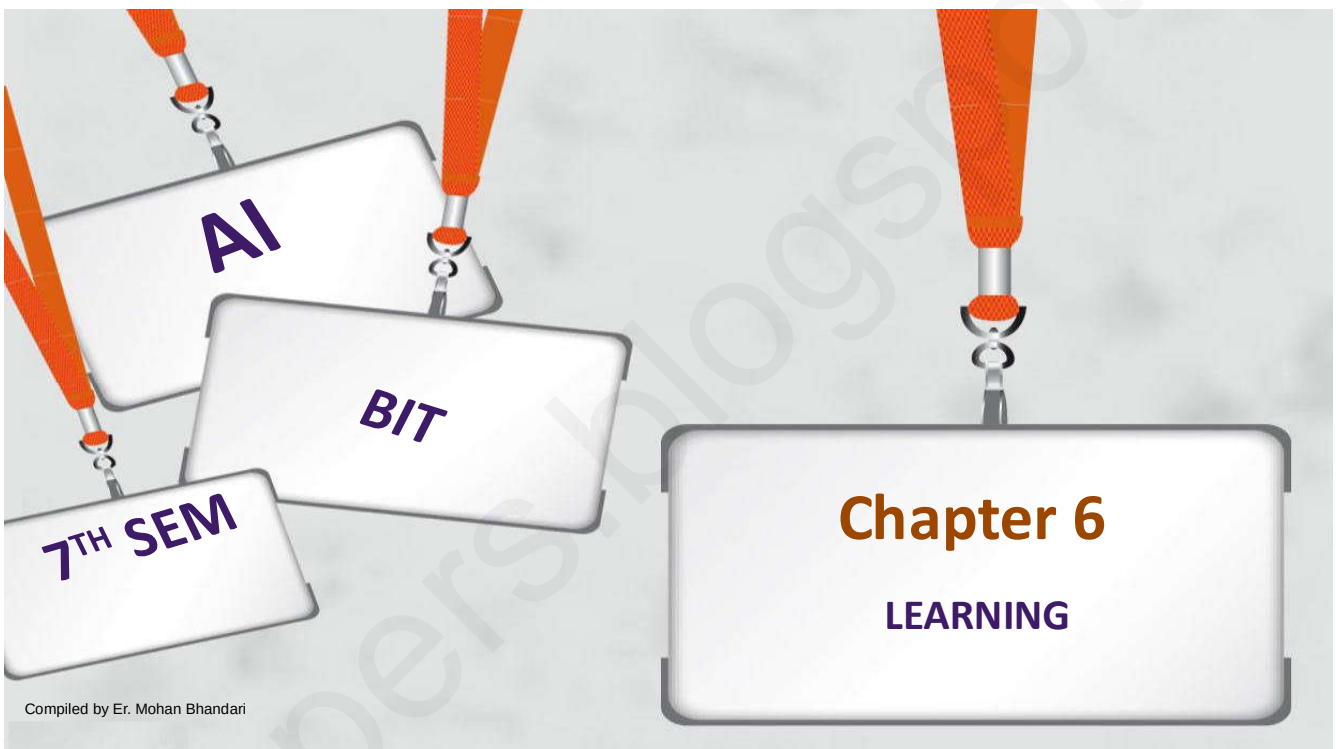 AI
BIT
7TH SEM
Chapter 6
LEARNING
Compiled by Er. Mohan Bhandari